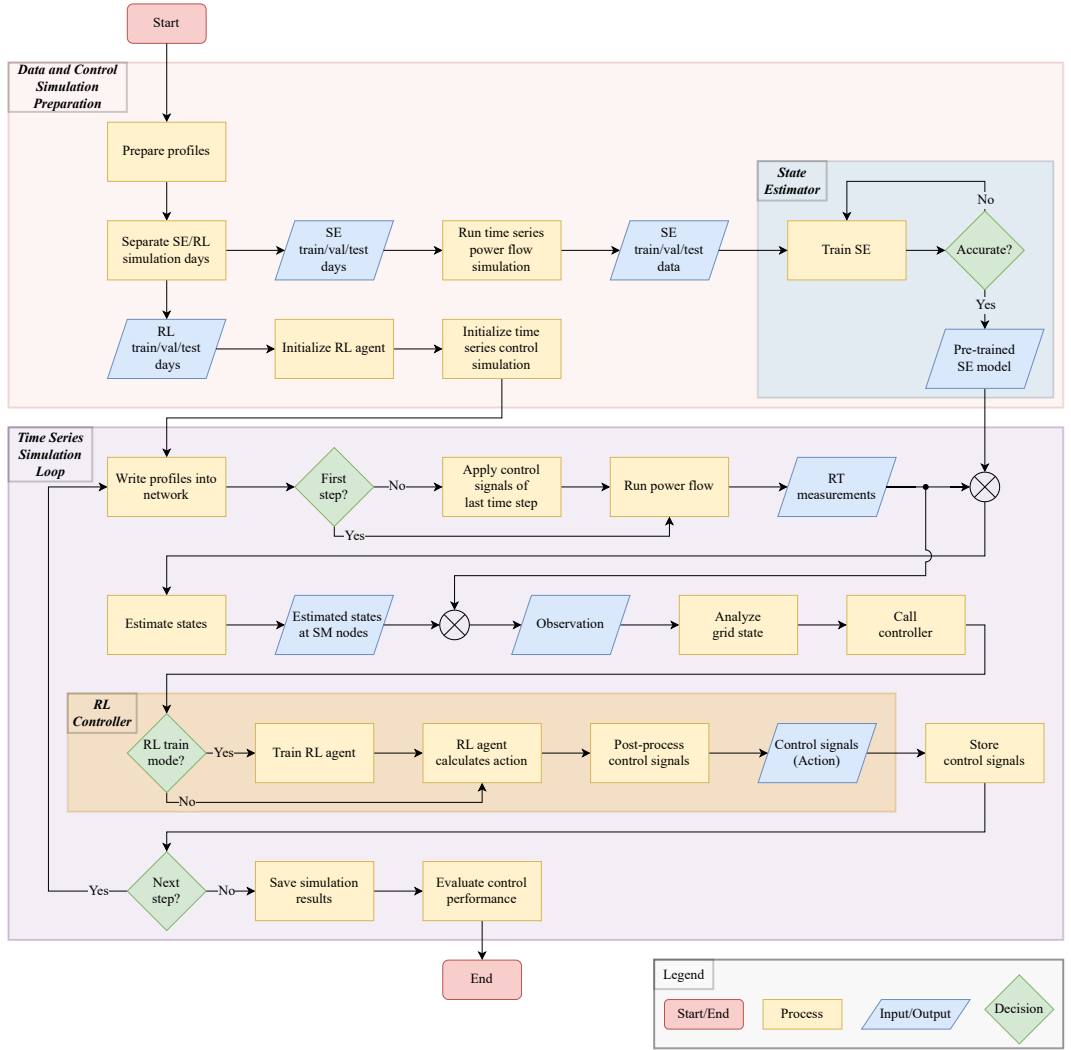 Start
Data and Control
Simulation
Preparation
Prepare profiles
State
Estimator
No
Separate SE/RL
simulation days
SE
train/val/test
days
Run time series
power flow
simulation
SE
train/val/test
data
Train SE
Accurate?
Yes
RL
train/val/test
days
Initialize RL agent
Initialize time
series control
simulation
Pre-trained
SE model
Time Series
Simulation
Loop
Write profiles into
network
First
step?
No
Apply control
signals of
last time step
Run power flow
RT
measurements
Yes
Estimate states
Estimated states
at SM nodes
Observation
Analyze
grid state
Call
controller
RL
Controller
RL train
mode?
Yes
Train RL agent
RL agent
calculates action
Post-process
control signals
Control signals
(Action)
Store
control signals
No
Yes
Next
step?
No
Save simulation
results
Evaluate control
performance
End
Legend
Start/End
Process
Input/Output
Decision